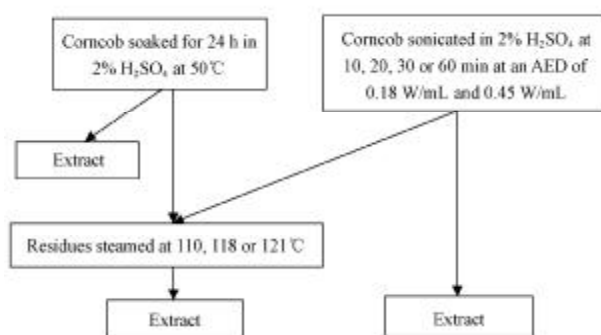 Corncob soaked for 24 h in
2% H₂SO₄ at 50℃
Corncob sonicated in 2% H₂SO₄ at
10, 20, 30 or 60 min at an AED of
0.18 W/mL and 0.45 W/mL
Extract
Residues steamed at 110, 118 or 121℃
Extract
Extract